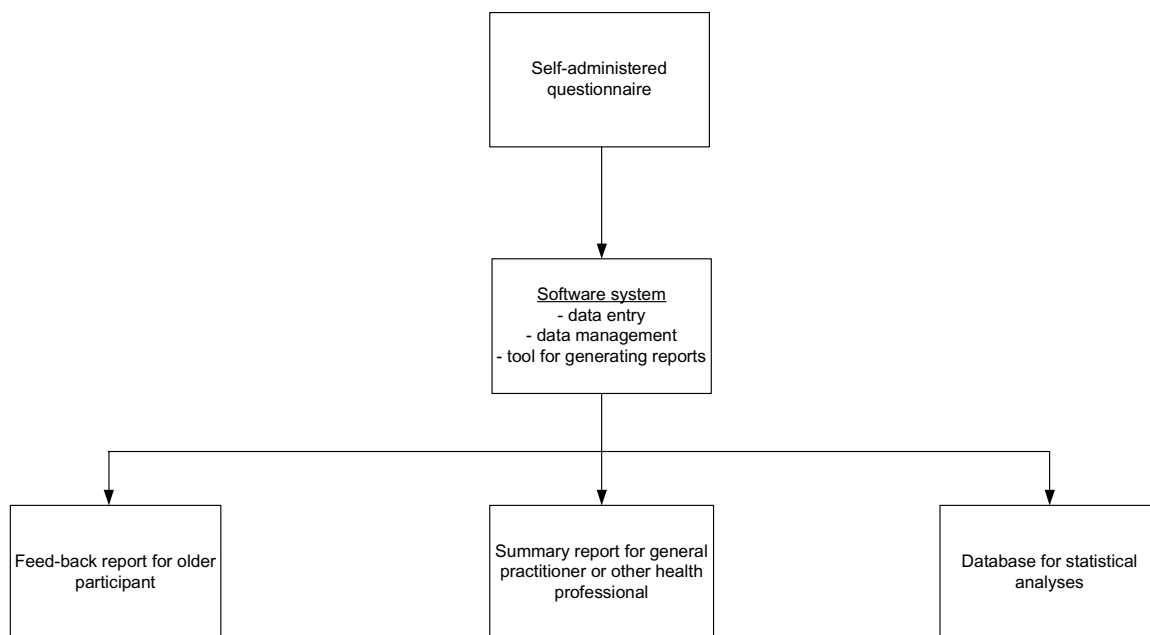 Self-administered
questionnaire
Software system
- data entry
- data management
- tool for generating reports
Feed-back report for older
participant
Summary report for general
practitioner or other health
professional
Database for statistical
analyses